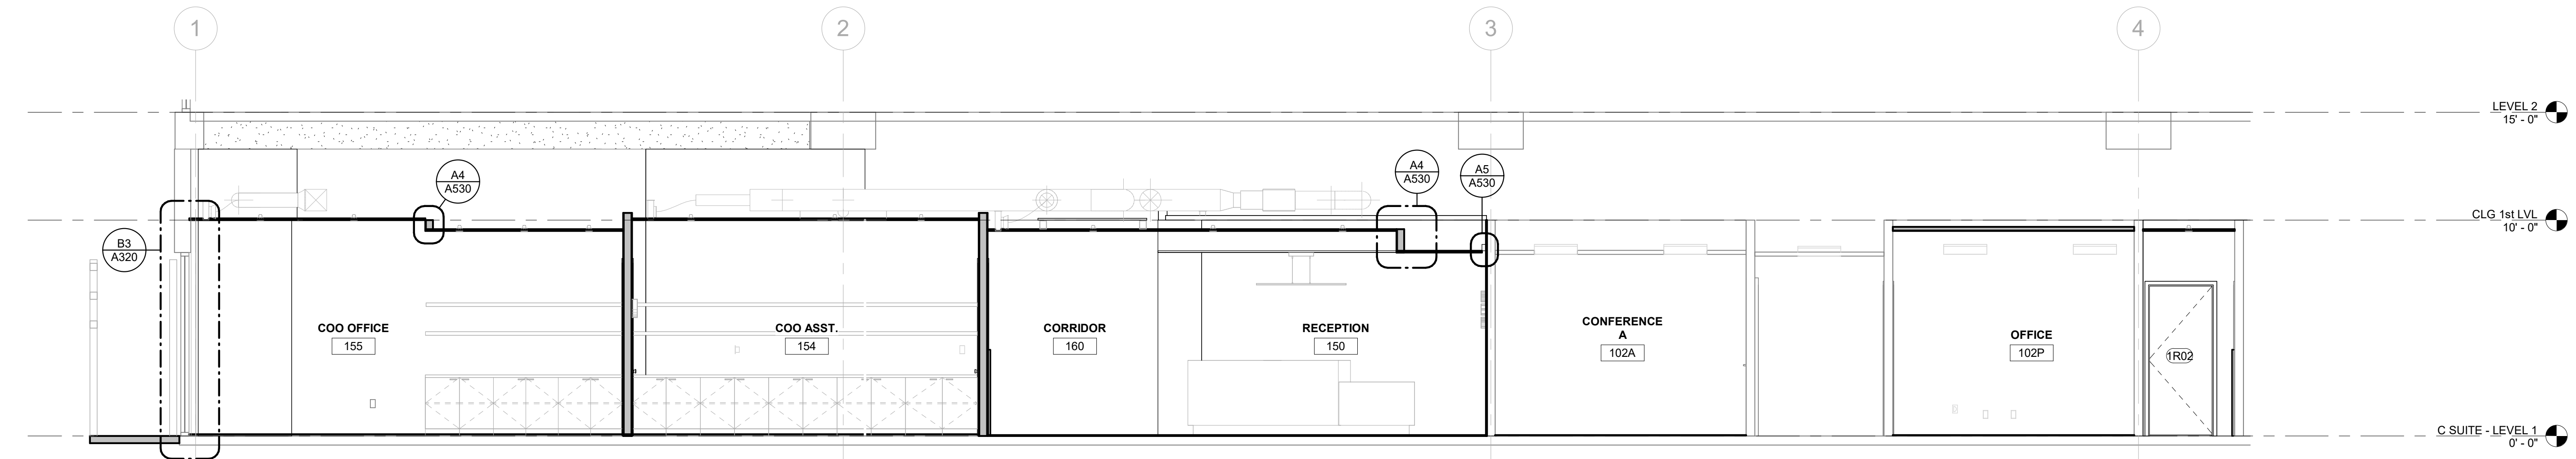 1
2
3
4
LEVEL 2
15' - 0"
A4
A530
A4
A530
A5
A530
CLG 1st LVL
10' - 0"
B3
A320
COO OFFICE
155
COO ASST.
154
CORRIDOR
160
RECEPTION
150
CONFERENCE
A
102A
OFFICE
102P
1R02
C SUITE - LEVEL 1
0' - 0"